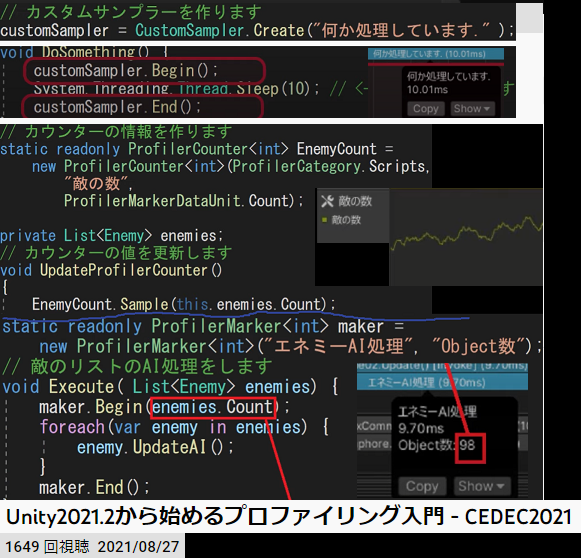 // カスタムサンプラーを作ります
customSampler = CustomSampler.Create("何か処理しています." );
void DoSomething() {
customSampler.Begin();
System.Threading.Thread.Sleep(10); // <- す
customSampler.End();
何か処理しています. (10.01ms)
何か処理しています.
10.01ms
Copy Show
// カウンターの情報を作ります
static readonly ProfilerCounter<int> EnemyCount =
new ProfilerCounter<int>(ProfilerCategory.Scripts,
"敵の数",
ProfilerMarkerDataUnit.Count);
敵の数
敵の数
private List<Enemy> enemies;
// カウンターの値を更新します
void UpdateProfilerCounter()
{
EnemyCount.Sample(this.enemies.Count);
static readonly ProfilerMarker<int> maker =
new ProfilerMarker<int>("エネミーAI処理", "Object数");
// 敵のリストのAI処理をします
void Execute( List<Enemy> enemies) {
maker.Begin(enemies.Count);
foreach(var enemy in enemies) {
enemy.UpdateAI();
}
maker.End();
エネミーAI処理 (9.70ms)
エネミーAI処理
9.70ms
Object数:98
Copy Show
Unity2021.2から始めるプロファイリング入門 - CEDEC2021
1649 回視聴 2021/08/27